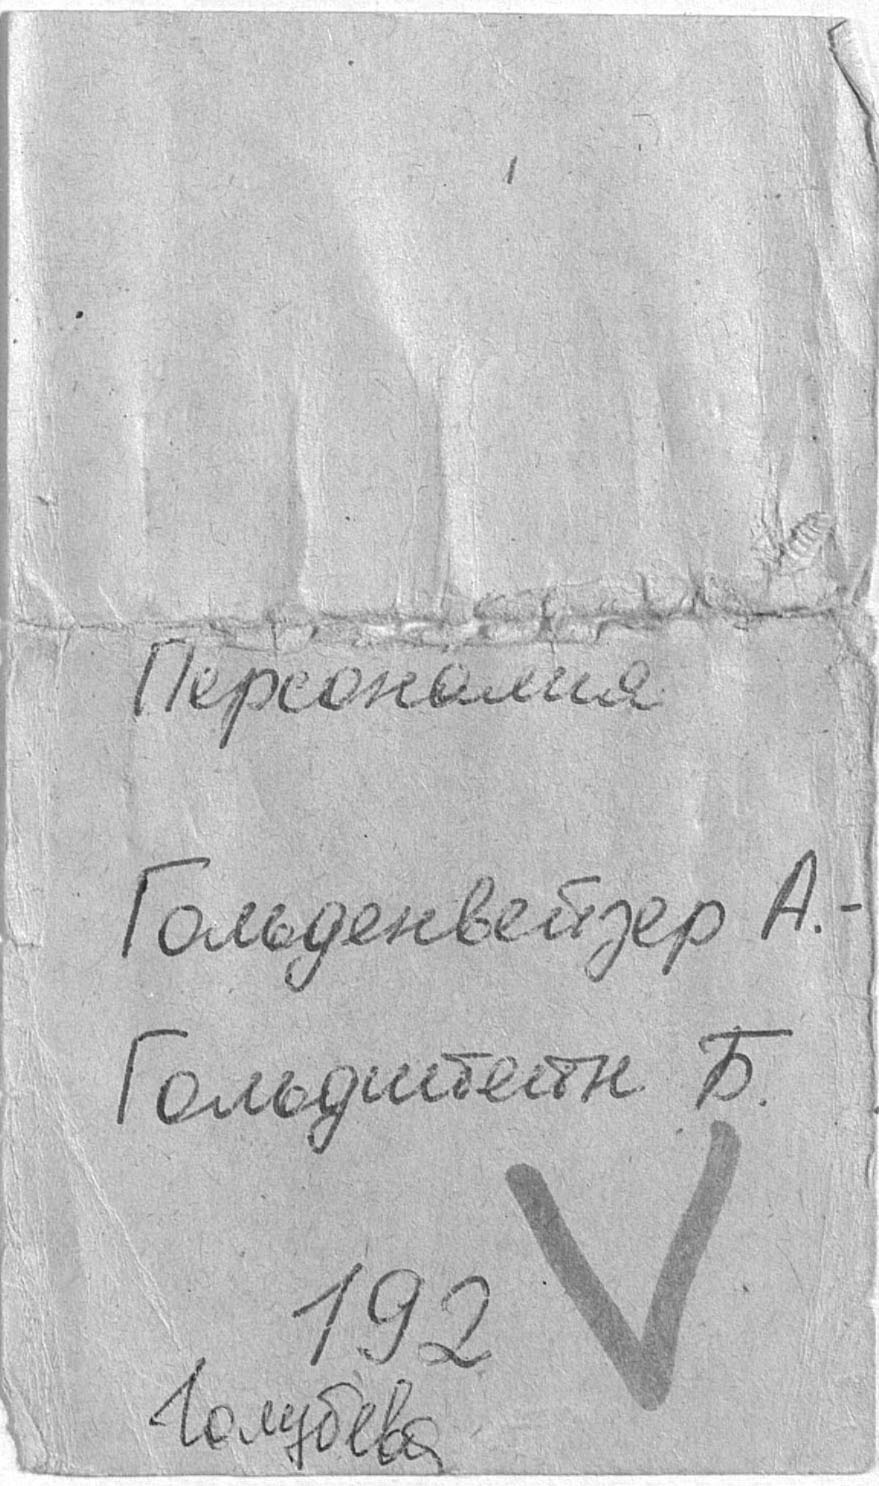 Персоналия
Гольденвейзер А.-
Гольдштейн Б.
192
Голубева